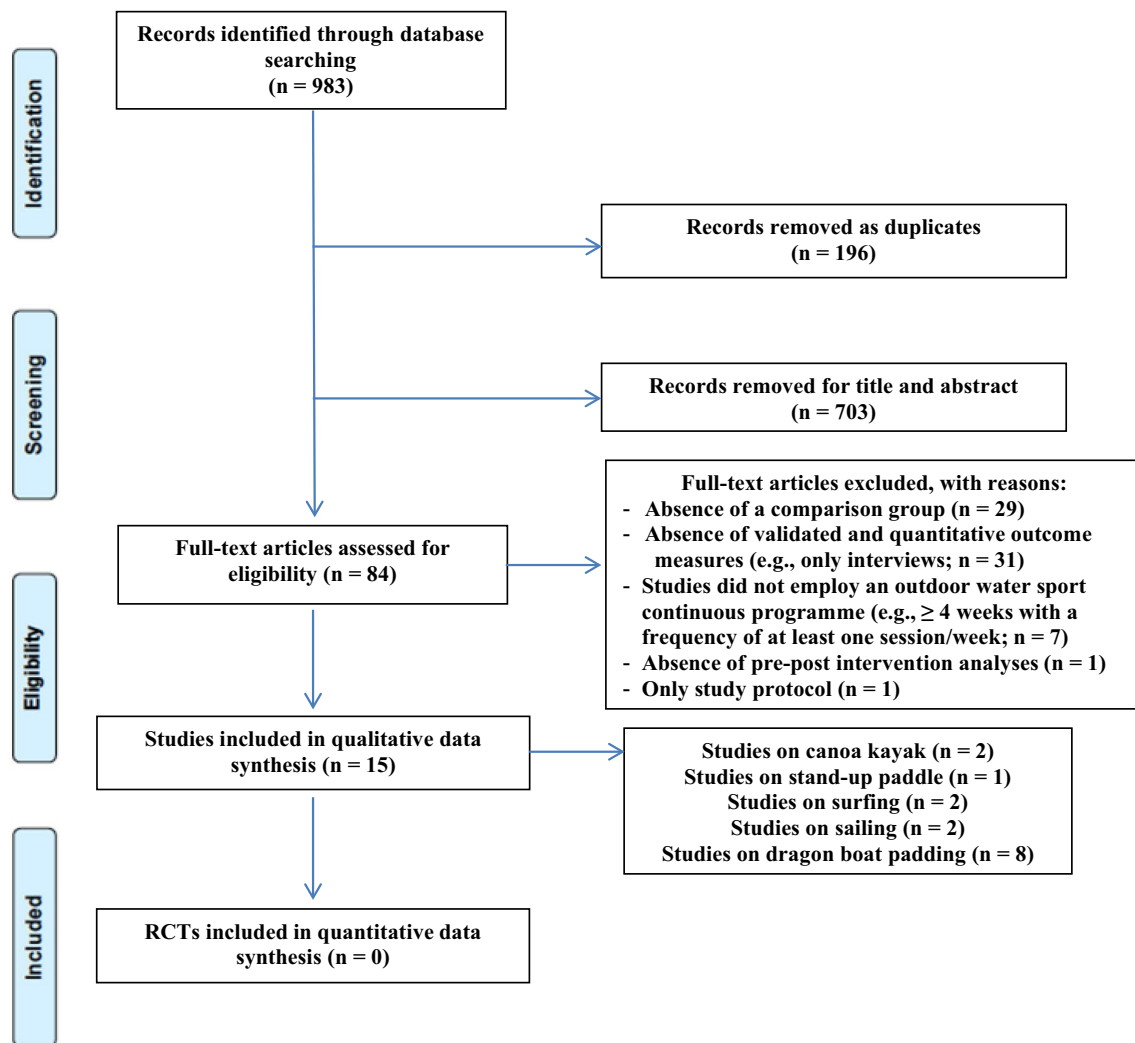 Records identified through database
searching
(n = 983)
Identification
Records removed as duplicates
(n = 196)
Screening
Records removed for title and abstract
(n = 703)
Full-text articles assessed for
eligibility (n = 84)
Full-text articles excluded, with reasons:
- Absence of a comparison group (n = 29)
- Absence of validated and quantitative outcome
measures (e.g., only interviews; n = 31)
- Studies did not employ an outdoor water sport
continuous programme (e.g., ≥ 4 weeks with a
frequency of at least one session/week; n = 7)
- Absence of pre-post intervention analyses (n = 1)
- Only study protocol (n = 1)
Eligibility
Studies included in qualitative data
synthesis (n = 15)
Studies on canoa kayak (n = 2)
Studies on stand-up paddle (n = 1)
Studies on surfing (n = 2)
Studies on sailing (n = 2)
Studies on dragon boat padding (n = 8)
Included
RCTs included in quantitative data
synthesis (n = 0)